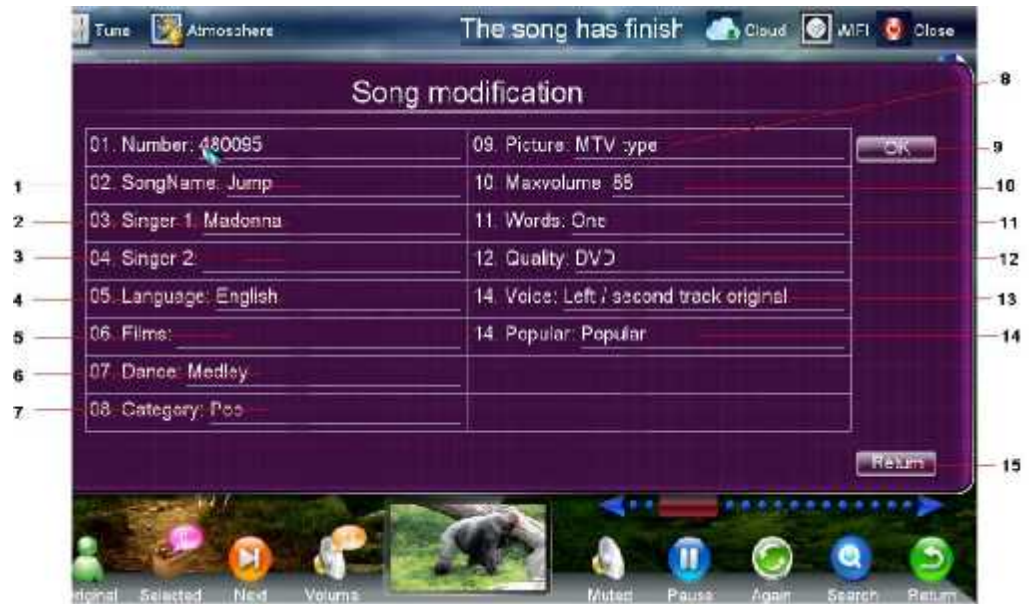 Tune Atmosphere The song has finish Cloud WIFI Close
Song modification
01. Number: 480095
02. SongName: Jump
03. Singer 1: Madonna
04. Singer 2:
05. Language: English
06. Films:
07. Dance: Medley
08. Category: Pop
09. Picture: MTV type
10. Maxvolume: 88
11. Words: One
12. Quality: DVD
14. Voice: Left / second track original
14. Popular: Popular
OK
Return
1
2
3
4
5
6
7
8
9
10
11
12
13
14
15
riginal Selected Next Volume Muted Pause Again Search Return